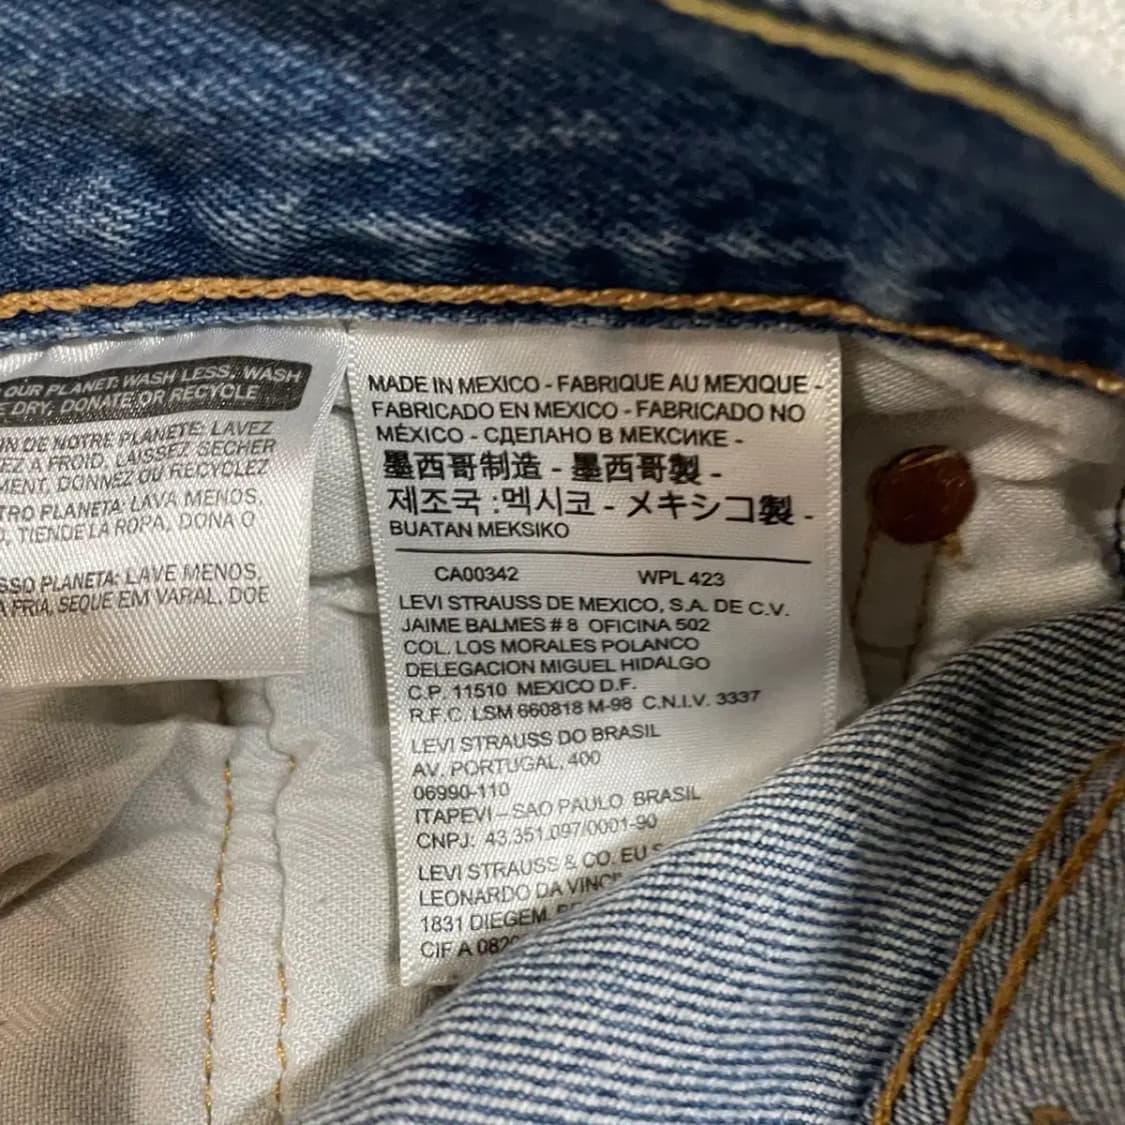 OUR PLANET: WASH LESS, WASH
DRY, DONATE OR RECYCLE
DE NOTRE PLANETE: LAVEZ
A FROID, LAISSEZ SECHER
DONNEZ OU RECYCLEZ
PLANETA: LAVA MENOS,
TIENDE LA ROPA, DONA O
PLANETA: LAVE MENOS,
FRIA, SEQUE EM VARAL, DOE
MADE IN MEXICO - FABRIQUE AU MEXIQUE -
FABRICADO EN MEXICO - FABRICADO NO
MÉXICO - СДЕЛАНО В МЕКСИКЕ -
墨西哥制造 - 墨西哥製 -
제조국 :멕시코 - メキシコ製 -
BUATAN MEKSIKO
CA00342 WPL 423
LEVI STRAUSS DE MEXICO, S.A. DE C.V.
JAIME BALMES # 8 OFICINA 502
COL. LOS MORALES POLANCO
DELEGACION MIGUEL HIDALGO
C.P. 11510 MEXICO D.F.
R.F.C. LSM 660818 M-98 C.N.I.V. 3337
LEVI STRAUSS DO BRASIL
AV. PORTUGAL, 400
06990-110
ITAPEVI – SAO PAULO BRASIL
CNPJ: 43.351.097/0001-90
LEVI STRAUSS & CO. EU
LEONARDO DA VINCI
1831 DIEGEM,
CIF A